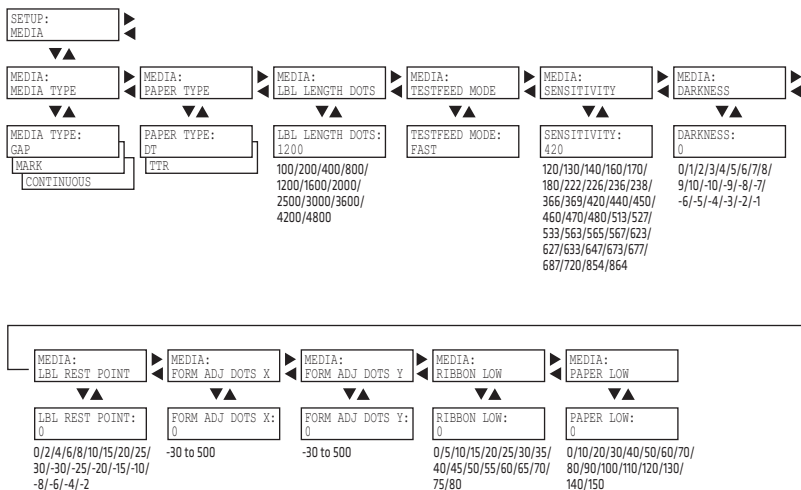 SETUP:
MEDIA
MEDIA:
MEDIA TYPE
MEDIA:
PAPER TYPE
MEDIA:
LBL LENGTH DOTS
MEDIA:
TESTFEED MODE
MEDIA:
SENSITIVITY
MEDIA:
DARKNESS
MEDIA TYPE:
GAP
MARK
CONTINUOUS
PAPER TYPE:
DT
TTR
LBL LENGTH DOTS:
1200
100/200/400/800/
1200/1600/2000/
2500/3000/3600/
4200/4800
TESTFEED MODE:
FAST
SENSITIVITY:
420
120/130/140/160/170/
180/222/226/236/238/
366/369/420/440/450/
460/470/480/513/527/
533/563/565/567/623/
627/633/647/673/677/
687/720/854/864
DARKNESS:
0
0/1/2/3/4/5/6/7/8/
9/10/-10/-9/-8/-7/
-6/-5/-4/-3/-2/-1
MEDIA:
LBL REST POINT
MEDIA:
FORM ADJ DOTS X
MEDIA:
FORM ADJ DOTS Y
MEDIA:
RIBBON LOW
MEDIA:
PAPER LOW
LBL REST POINT:
0
0/2/4/6/8/10/15/20/25/
30/-30/-25/-20/-15/-10/
-8/-6/-4/-2
FORM ADJ DOTS X:
0
-30 to 500
FORM ADJ DOTS Y:
0
-30 to 500
RIBBON LOW:
0
0/5/10/15/20/25/30/35/
40/45/50/55/60/65/70/
75/80
PAPER LOW:
0
0/10/20/30/40/50/60/70/
80/90/100/110/120/130/
140/150